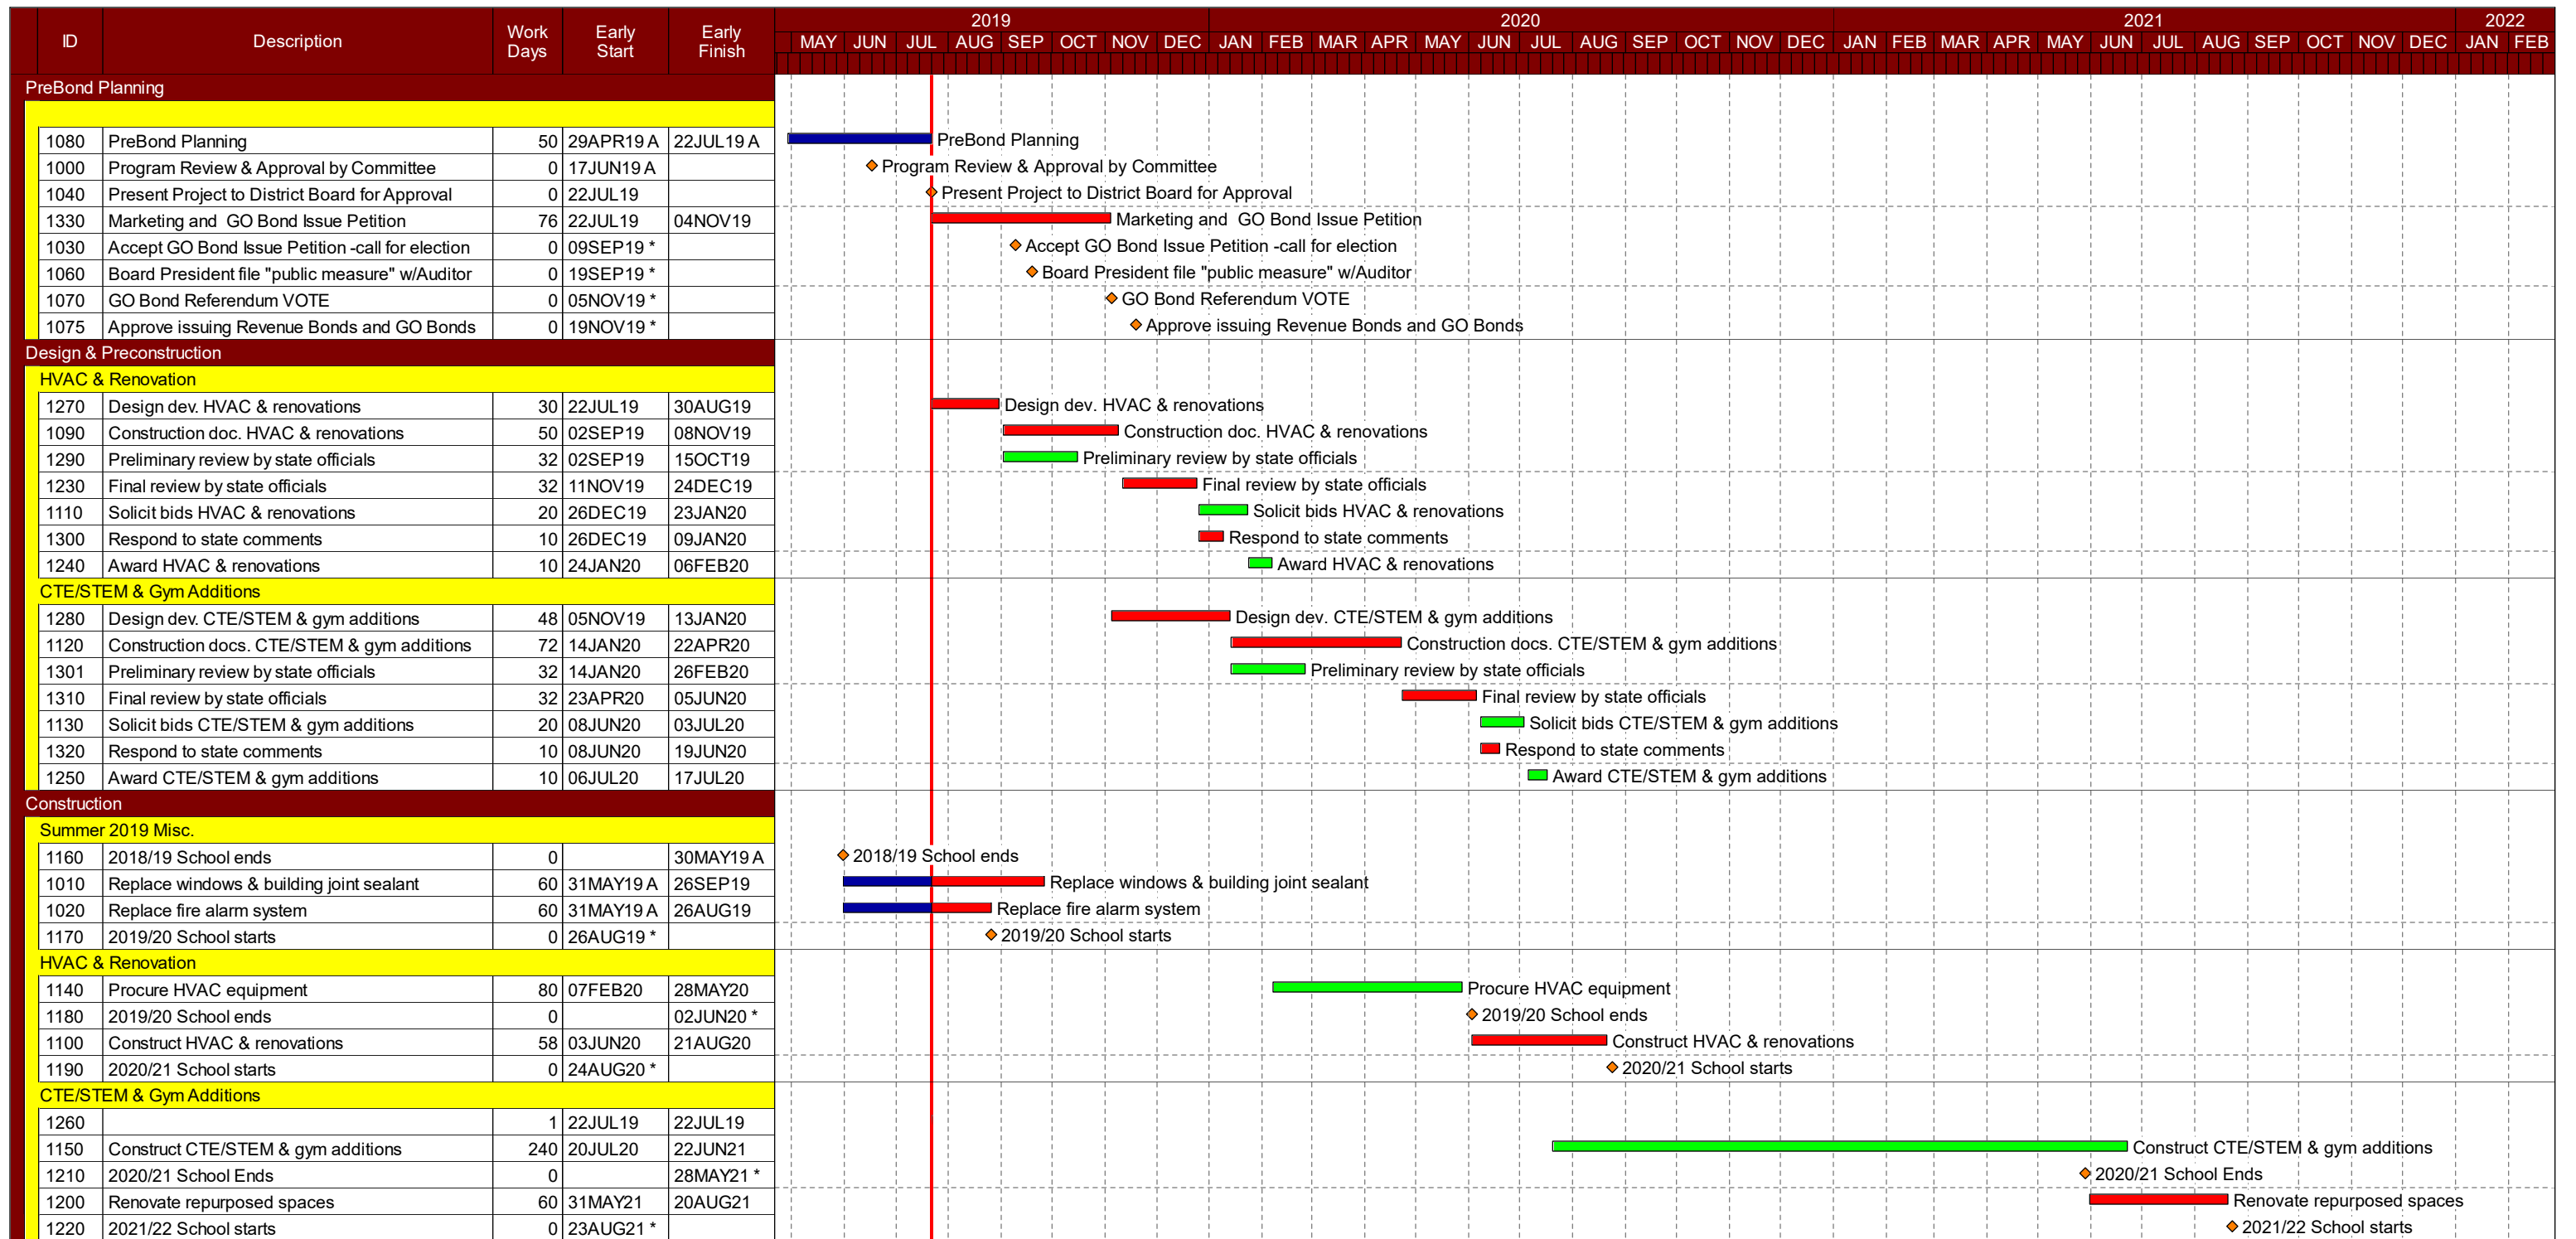 2019 2020 2021 2022
ID Description Work Days Early Start Early Finish MAY JUN JUL AUG SEP OCT NOV DEC JAN FEB MAR APR MAY JUN JUL AUG SEP OCT NOV DEC JAN FEB MAR APR MAY JUN JUL AUG SEP OCT NOV DEC JAN FEB
PreBond Planning
1080 PreBond Planning 50 29APR19 A 22JUL19 A PreBond Planning
1000 Program Review & Approval by Committee 0 17JUN19 A Program Review & Approval by Committee
1040 Present Project to District Board for Approval 0 22JUL19 Present Project to District Board for Approval
1330 Marketing and  GO Bond Issue Petition 76 22JUL19 04NOV19 Marketing and  GO Bond Issue Petition
1030 Accept GO Bond Issue Petition -call for election 0 09SEP19 * Accept GO Bond Issue Petition -call for election
1060 Board President file "public measure" w/Auditor 0 19SEP19 * Board President file "public measure" w/Auditor
1070 GO Bond Referendum VOTE 0 05NOV19 * GO Bond Referendum VOTE
1075 Approve issuing Revenue Bonds and GO Bonds 0 19NOV19 * Approve issuing Revenue Bonds and GO Bonds
Design & Preconstruction
HVAC & Renovation
1270 Design dev. HVAC & renovations 30 22JUL19 30AUG19 Design dev. HVAC & renovations
1090 Construction doc. HVAC & renovations 50 02SEP19 08NOV19 Construction doc. HVAC & renovations
1290 Preliminary review by state officials 32 02SEP19 15OCT19 Preliminary review by state officials
1230 Final review by state officials 32 11NOV19 24DEC19 Final review by state officials
1110 Solicit bids HVAC & renovations 20 26DEC19 23JAN20 Solicit bids HVAC & renovations
1300 Respond to state comments 10 26DEC19 09JAN20 Respond to state comments
1240 Award HVAC & renovations 10 24JAN20 06FEB20 Award HVAC & renovations
CTE/STEM & Gym Additions
1280 Design dev. CTE/STEM & gym additions 48 05NOV19 13JAN20 Design dev. CTE/STEM & gym additions
1120 Construction docs. CTE/STEM & gym additions 72 14JAN20 22APR20 Construction docs. CTE/STEM & gym additions
1301 Preliminary review by state officials 32 14JAN20 26FEB20 Preliminary review by state officials
1310 Final review by state officials 32 23APR20 05JUN20 Final review by state officials
1130 Solicit bids CTE/STEM & gym additions 20 08JUN20 03JUL20 Solicit bids CTE/STEM & gym additions
1320 Respond to state comments 10 08JUN20 19JUN20 Respond to state comments
1250 Award CTE/STEM & gym additions 10 06JUL20 17JUL20 Award CTE/STEM & gym additions
Construction
Summer 2019 Misc.
1160 2018/19 School ends 0 30MAY19 A 2018/19 School ends
1010 Replace windows & building joint sealant 60 31MAY19 A 26SEP19 Replace windows & building joint sealant
1020 Replace fire alarm system 60 31MAY19 A 26AUG19 Replace fire alarm system
1170 2019/20 School starts 0 26AUG19 * 2019/20 School starts
HVAC & Renovation
1140 Procure HVAC equipment 80 07FEB20 28MAY20 Procure HVAC equipment
1180 2019/20 School ends 0 02JUN20 * 2019/20 School ends
1100 Construct HVAC & renovations 58 03JUN20 21AUG20 Construct HVAC & renovations
1190 2020/21 School starts 0 24AUG20 * 2020/21 School starts
CTE/STEM & Gym Additions
1260 1 22JUL19 22JUL19
1150 Construct CTE/STEM & gym additions 240 20JUL20 22JUN21 Construct CTE/STEM & gym additions
1210 2020/21 School Ends 0 28MAY21 * 2020/21 School Ends
1200 Renovate repurposed spaces 60 31MAY21 20AUG21 Renovate repurposed spaces
1220 2021/22 School starts 0 23AUG21 * 2021/22 School starts